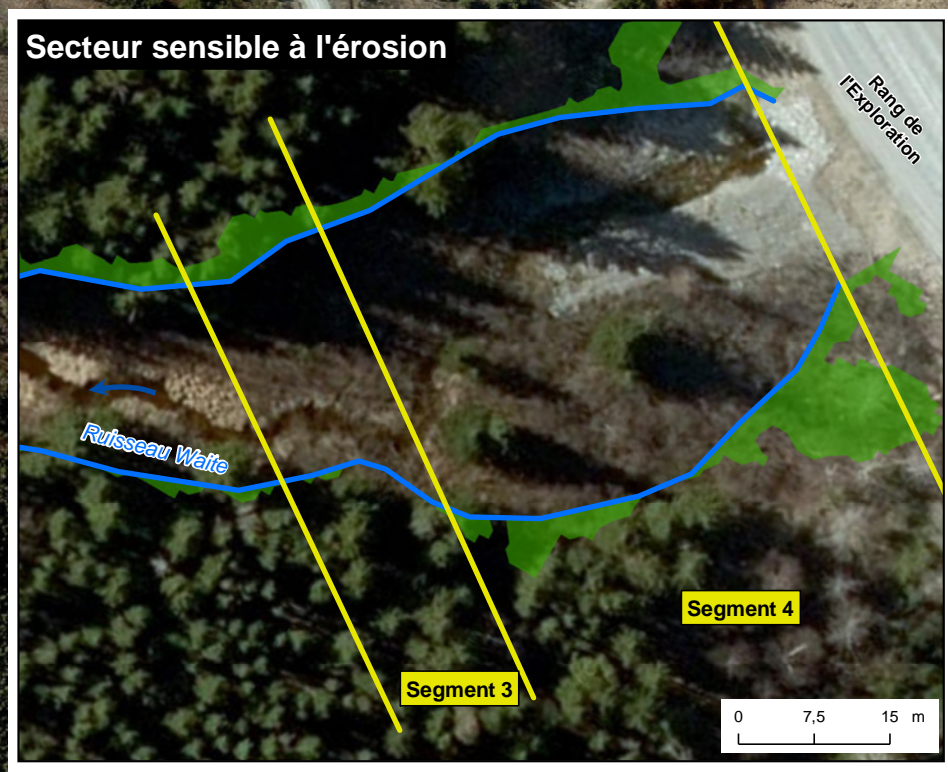 Secteur sensible à l'érosion
Rang de
l'Exploration
Ruisseau Waite
Segment 4
Segment 3
0 7,5 15 m